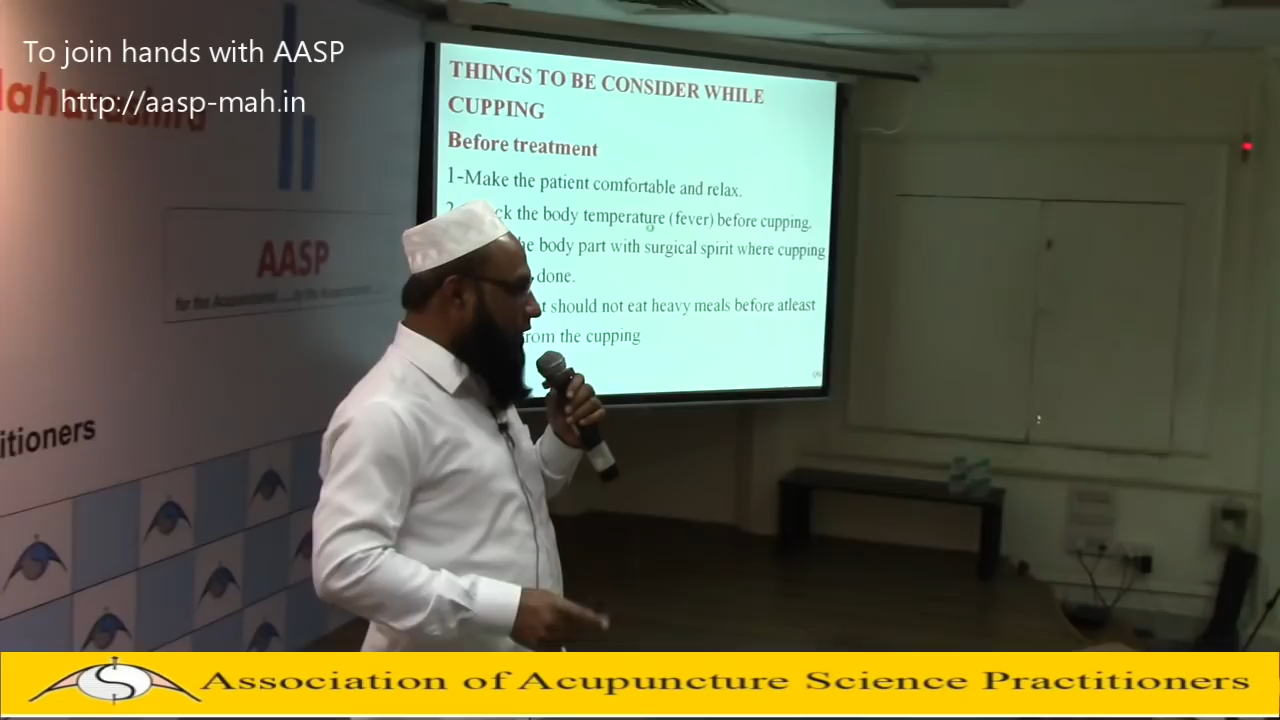 To join hands with AASP
http://aasp-mah.in
AASP
itioners
THINGS TO BE CONSIDER WHILE
CUPPING
Before treatment
1-Make the patient comfortable and relax.
ck the body temperature (fever) before cupping.
he body part with surgical spirit where cupping
done.
t should not eat heavy meals before atleast
rom the cupping
Association of Acupuncture Science Practitioners